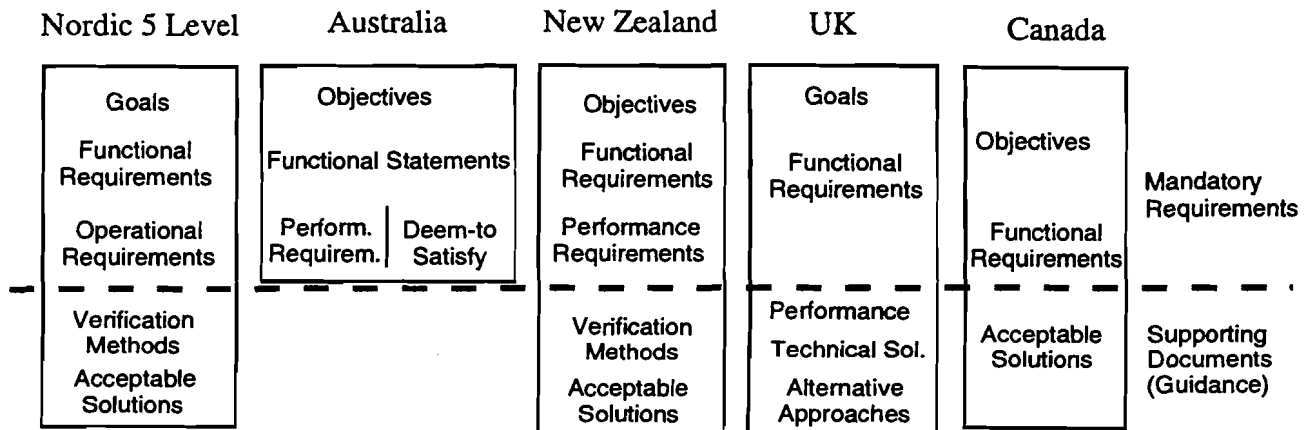 Nordic 5 Level
Australia
New Zealand
UK
Canada
Goals
Functional
Requirements
Operational
Requirements
Verification
Methods
Acceptable
Solutions
Objectives
Functional Statements
Perform.
Requirem.
Deem-to
Satisfy
Objectives
Functional
Requirements
Performance
Requirements
Verification
Methods
Acceptable
Solutions
Goals
Functional
Requirements
Performance
Technical Sol.
Alternative
Approaches
Objectives
Functional
Requirements
Acceptable
Solutions
Mandatory
Requirements
Supporting
Documents
(Guidance)